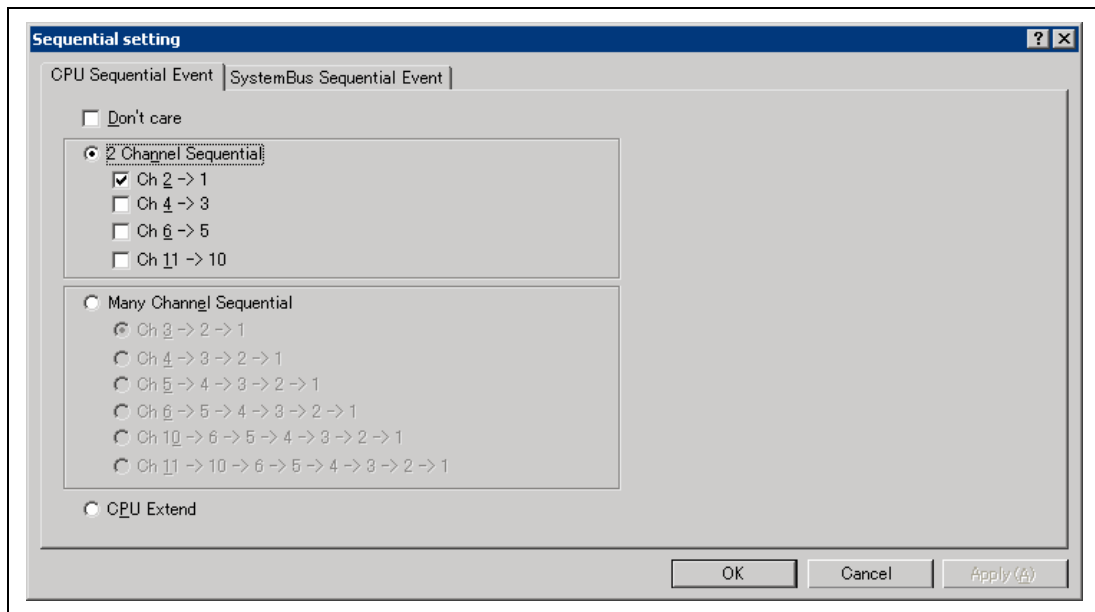 Sequential setting
CPU Sequential Event SystemBus Sequential Event
Don't care
2 Channel Sequential
Ch 2 -> 1
Ch 4 -> 3
Ch 6 -> 5
Ch 11 -> 10
Many Channel Sequential
Ch 3 -> 2 -> 1
Ch 4 -> 3 -> 2 -> 1
Ch 5 -> 4 -> 3 -> 2 -> 1
Ch 6 -> 5 -> 4 -> 3 -> 2 -> 1
Ch 10 -> 6 -> 5 -> 4 -> 3 -> 2 -> 1
Ch 11 -> 10 -> 6 -> 5 -> 4 -> 3 -> 2 -> 1
CPU Extend
OK Cancel Apply(A)